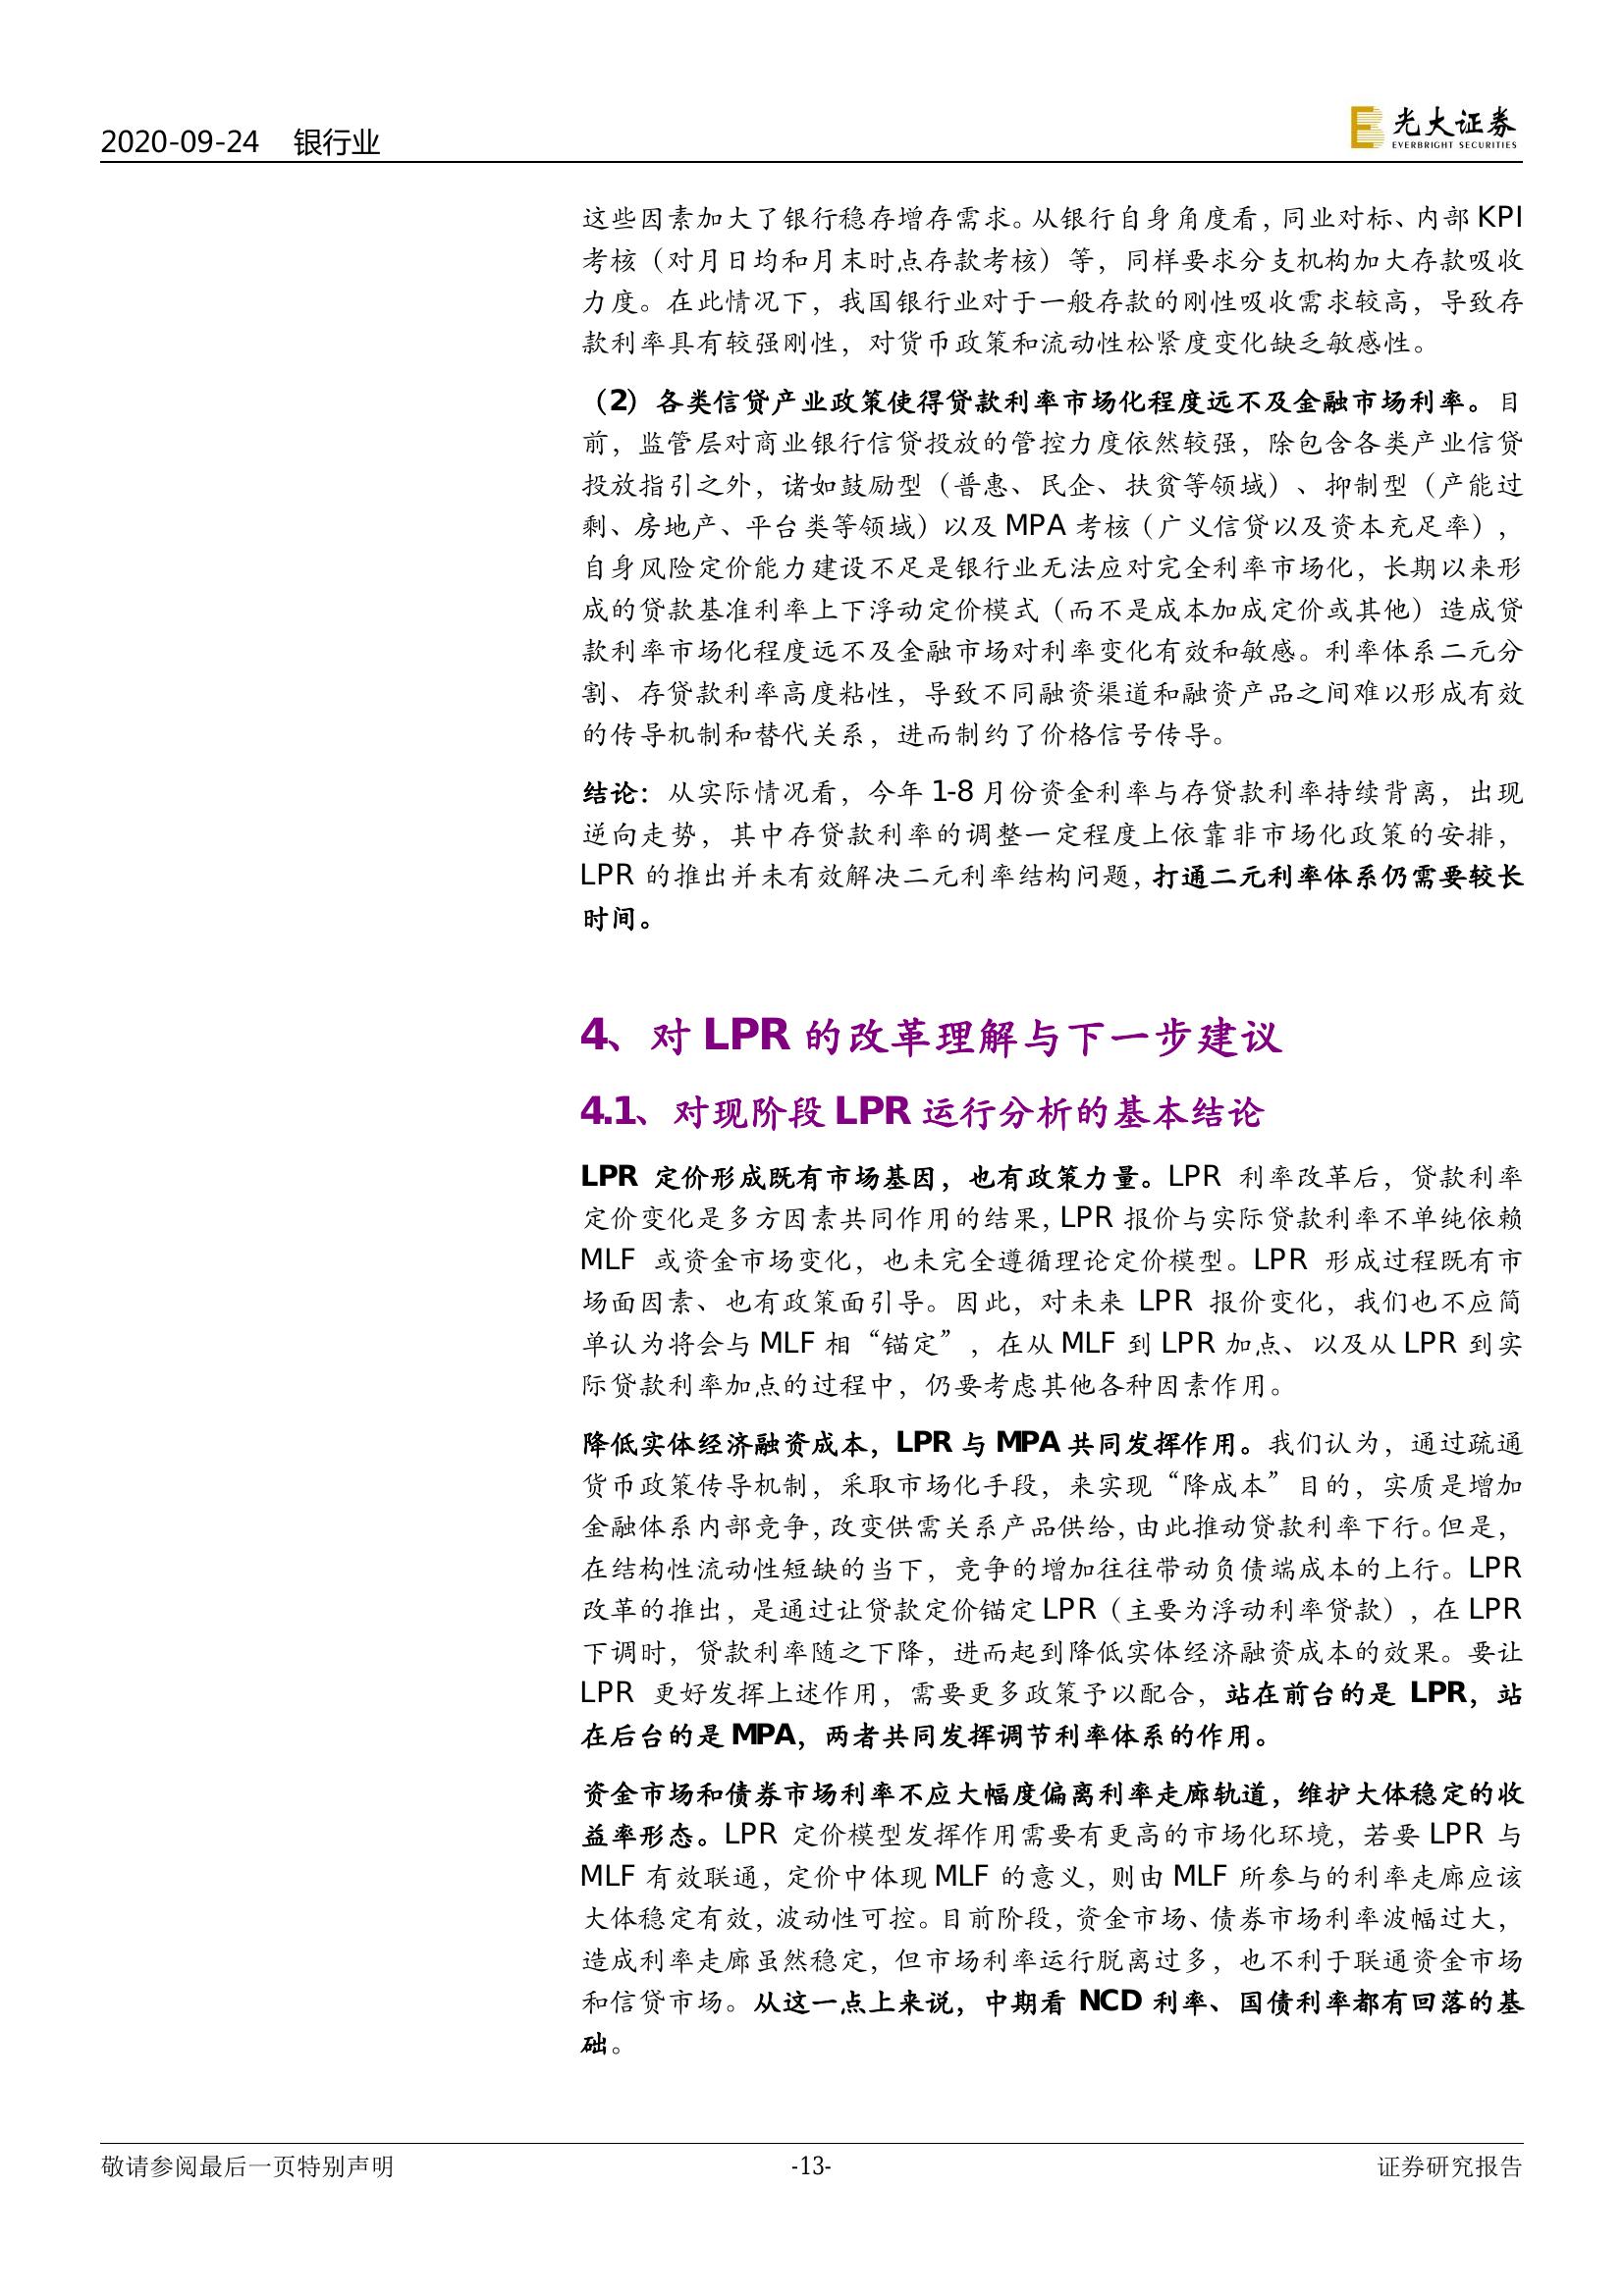 2020-09-24 银行业
光大证券
EVERBRIGHT SECURITIES
这些因素加大了银行稳存增存需求。从银行自身角度看，同业对标、内部 KPI
考核（对月日均和月末时点存款考核）等，同样要求分支机构加大存款吸收
力度。在此情况下，我国银行业对于一般存款的刚性吸收需求较高，导致存
款利率具有较强刚性，对货币政策和流动性松紧度变化缺乏敏感性。
（2）各类信贷产业政策使得贷款利率市场化程度远不及金融市场利率。目
前，监管层对商业银行信贷投放的管控力度依然较强，除包含各类产业信贷
投放指引之外，诸如鼓励型（普惠、民企、扶贫等领域）、抑制型（产能过
剩、房地产、平台类等领域）以及 MPA 考核（广义信贷以及资本充足率），
自身风险定价能力建设不足是银行业无法应对完全利率市场化，长期以来形
成的贷款基准利率上下浮动定价模式（而不是成本加成定价或其他）造成贷
款利率市场化程度远不及金融市场对利率变化有效和敏感。利率体系二元分
割、存贷款利率高度粘性，导致不同融资渠道和融资产品之间难以形成有效
的传导机制和替代关系，进而制约了价格信号传导。
结论：从实际情况看，今年 1-8 月份资金利率与存贷款利率持续背离，出现
逆向走势，其中存贷款利率的调整一定程度上依靠非市场化政策的安排，
LPR 的推出并未有效解决二元利率结构问题，打通二元利率体系仍需要较长
时间。
4、对 LPR 的改革理解与下一步建议
4.1、对现阶段 LPR 运行分析的基本结论
LPR 定价形成既有市场基因，也有政策力量。LPR 利率改革后，贷款利率
定价变化是多方因素共同作用的结果，LPR 报价与实际贷款利率不单纯依赖
MLF 或资金市场变化，也未完全遵循理论定价模型。LPR 形成过程既有市
场面因素、也有政策面引导。因此，对未来 LPR 报价变化，我们也不应简
单认为将会与 MLF 相“锚定”，在从 MLF 到 LPR 加点、以及从 LPR 到实
际贷款利率加点的过程中，仍要考虑其他各种因素作用。
降低实体经济融资成本，LPR 与 MPA 共同发挥作用。我们认为，通过疏通
货币政策传导机制，采取市场化手段，来实现“降成本”目的，实质是增加
金融体系内部竞争，改变供需关系产品供给，由此推动贷款利率下行。但是，
在结构性流动性短缺的当下，竞争的增加往往带动负债端成本的上行。LPR
改革的推出，是通过让贷款定价锚定 LPR（主要为浮动利率贷款），在 LPR
下调时，贷款利率随之下降，进而起到降低实体经济融资成本的效果。要让
LPR 更好发挥上述作用，需要更多政策予以配合，站在前台的是 LPR，站
在后台的是 MPA，两者共同发挥调节利率体系的作用。
资金市场和债券市场利率不应大幅度偏离利率走廊轨道，维护大体稳定的收
益率形态。LPR 定价模型发挥作用需要有更高的市场化环境，若要 LPR 与
MLF 有效联通，定价中体现 MLF 的意义，则由 MLF 所参与的利率走廊应该
大体稳定有效，波动性可控。目前阶段，资金市场、债券市场利率波幅过大，
造成利率走廊虽然稳定，但市场利率运行脱离过多，也不利于联通资金市场
和信贷市场。从这一点上来说，中期看 NCD 利率、国债利率都有回落的基
础。
敬请参阅最后一页特别声明
-13-
证券研究报告